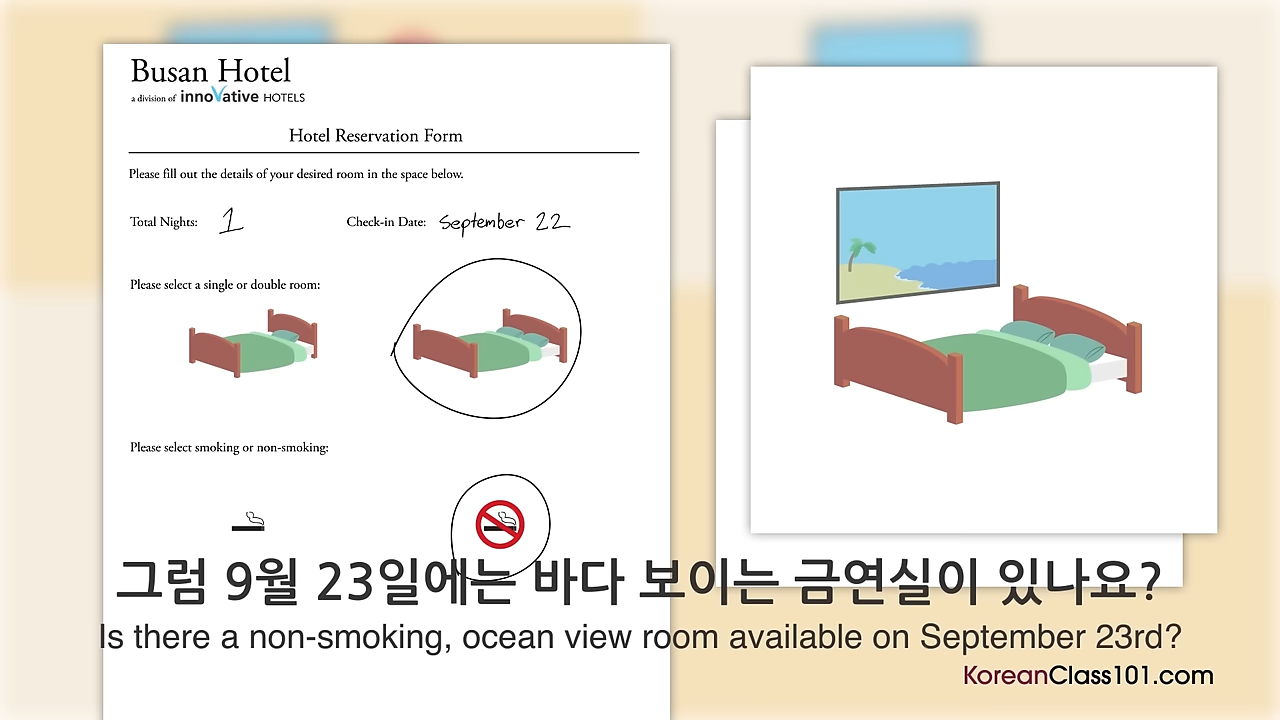 Busan Hotel
a division of innoVative HOTELS
Hotel Reservation Form
Please fill out the details of your desired room in the space below.
Total Nights: 1 Check-in Date: September 22
Please select a single or double room:
Please select smoking or non-smoking:
그럼 9월 23일에는 바다 보이는 금연실이 있나요?
Is there a non-smoking, ocean view room available on September 23rd?
KoreanClass101.com